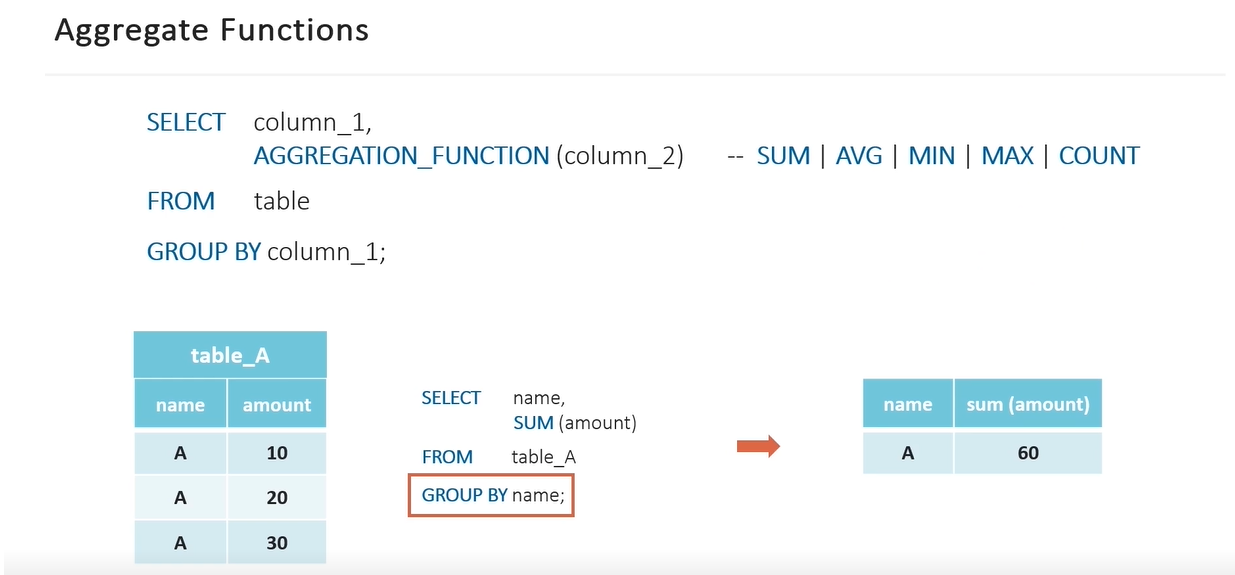 Aggregate Functions
SELECT column_1,
AGGREGATION_FUNCTION (column_2) -- SUM | AVG | MIN | MAX | COUNT
FROM table
GROUP BY column_1;
table_A
name amount
A 10
A 20
A 30
SELECT name,
SUM (amount)
FROM table_A
GROUP BY name;
name sum (amount)
A 60